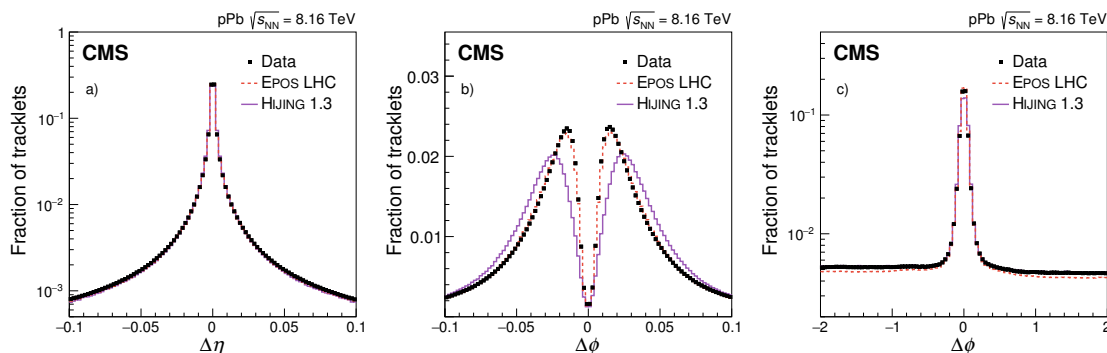 pPb √sNN = 8.16 TeV
CMS
a)
Data
EPOS LHC
HIJING 1.3
Fraction of tracklets
1
10−1
10−2
10−3
−0.1
−0.05
0
0.05
0.1
Δη
pPb √sNN = 8.16 TeV
CMS
b)
Data
EPOS LHC
HIJING 1.3
Fraction of tracklets
0.03
0.02
0.01
−0.1
−0.05
0
0.05
0.1
Δϕ
pPb √sNN = 8.16 TeV
CMS
c)
Data
EPOS LHC
HIJING 1.3
Fraction of tracklets
10−1
10−2
−2
−1
0
1
2
Δϕ